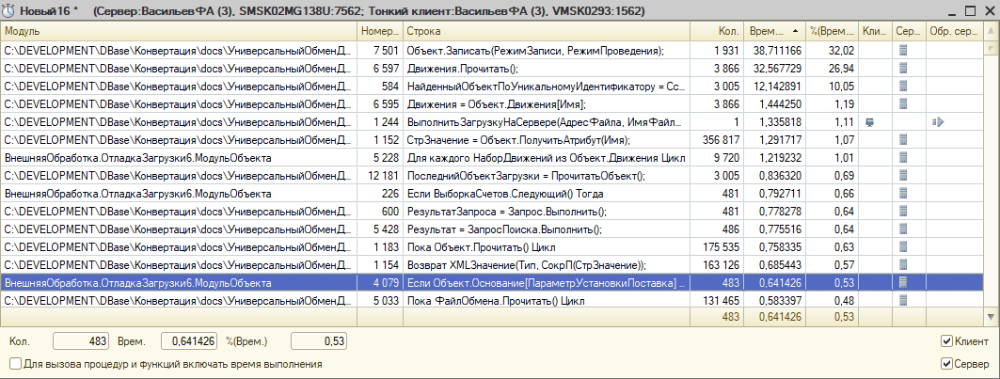 Новый16 * (Сервер:ВасильевФА (3), SMSK02MG138U:7562; Тонкий клиент:ВасильевФА (3), VMSK0293:1562)
Модуль Номер... Строка Кол. Врем.... %(Врем.... Кли... Сер... Обр. сер...
C:\DEVELOPMENT\DBase\Конвертация\docs\УниверсальныйОбменД... 7 501 Объект.Записать(РежимЗаписи, РежимПроведения); 1 931 38,711166 32,02
C:\DEVELOPMENT\DBase\Конвертация\docs\УниверсальныйОбменД... 6 597 Движения.Прочитать(); 3 866 32,567729 26,94
C:\DEVELOPMENT\DBase\Конвертация\docs\УниверсальныйОбменД... 584 НайденныйОбъектПоУникальномуИдентификатору = Сс... 3 005 12,142891 10,05
C:\DEVELOPMENT\DBase\Конвертация\docs\УниверсальныйОбменД... 6 595 Движения = Объект.Движения[Имя]; 3 866 1,444250 1,19
C:\DEVELOPMENT\DBase\Конвертация\docs\УниверсальныйОбменД... 1 244 ВыполнитьЗагрузкуНаСервере(АдресФайла, ИмяФайл... 1 1,335818 1,11
C:\DEVELOPMENT\DBase\Конвертация\docs\УниверсальныйОбменД... 1 152 СтрЗначение = Объект.ПолучитьАтрибут(Имя); 356 817 1,291717 1,07
ВнешняяОбработка.ОтладкаЗагрузки6.МодульОбъекта 5 228 Для каждого НаборДвижений из Объект.Движения Цикл 9 720 1,219232 1,01
C:\DEVELOPMENT\DBase\Конвертация\docs\УниверсальныйОбменД... 12 181 ПоследнийОбъектЗагрузки = ПрочитатьОбъект(); 3 005 0,836320 0,69
ВнешняяОбработка.ОтладкаЗагрузки6.МодульОбъекта 226 Если ВыборкаСчетов.Следующий() Тогда 481 0,792711 0,66
C:\DEVELOPMENT\DBase\Конвертация\docs\УниверсальныйОбменД... 600 РезультатЗапроса = Запрос.Выполнить(); 481 0,778278 0,64
C:\DEVELOPMENT\DBase\Конвертация\docs\УниверсальныйОбменД... 5 428 Результат = ЗапросПоиска.Выполнить(); 486 0,775516 0,64
C:\DEVELOPMENT\DBase\Конвертация\docs\УниверсальныйОбменД... 1 183 Пока Объект.Прочитать() Цикл 175 535 0,758335 0,63
C:\DEVELOPMENT\DBase\Конвертация\docs\УниверсальныйОбменД... 1 154 Возврат XMLЗначение(Тип, СокрП(СтрЗначение)); 163 126 0,685443 0,57
ВнешняяОбработка.ОтладкаЗагрузки6.МодульОбъекта 4 079 Если Объект.Основание[ПараметрУстановкиПоставка] ... 483 0,641426 0,53
C:\DEVELOPMENT\DBase\Конвертация\docs\УниверсальныйОбменД... 5 033 Пока ФайлОбмена.Прочитать() Цикл 131 465 0,583397 0,48
483 0,641426 0,53
Кол. 483 Врем. 0,641426 %(Врем.) 0,53 Клиент
Для вызова процедур и функций включать время выполнения Сервер